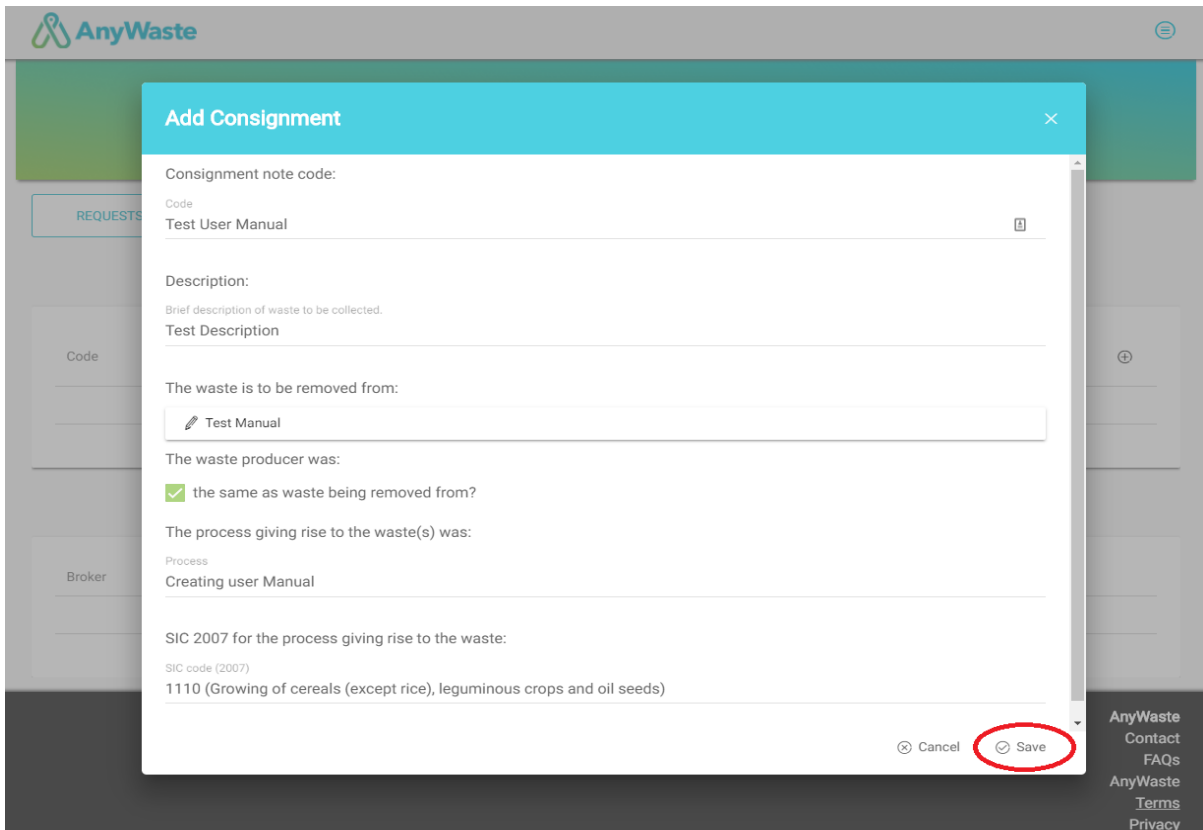 AnyWaste
Add Consignment
Consignment note code:
REQUESTS
Code
Test User Manual
Description:
Brief description of waste to be collected.
Test Description
Code
The waste is to be removed from:
Test Manual
The waste producer was:
the same as waste being removed from?
The process giving rise to the waste(s) was:
Process
Broker
Creating user Manual
SIC 2007 for the process giving rise to the waste:
SIC code (2007)
1110 (Growing of cereals (except rice), leguminous crops and oil seeds)
Cancel
Save
AnyWaste
Contact
FAQs
AnyWaste
Terms
Privacy